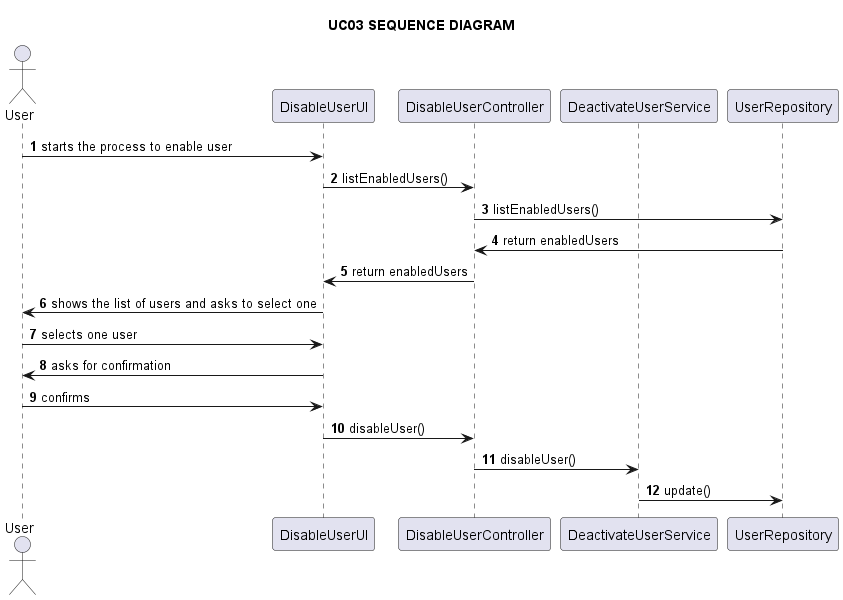 UC03 SEQUENCE DIAGRAM
User
DisableUserUI
DisableUserController
DeactivateUserService
UserRepository
1 starts the process to enable user
2 listEnabledUsers()
3 listEnabledUsers()
4 return enabledUsers
5 return enabledUsers
6 shows the list of users and asks to select one
7 selects one user
8 asks for confirmation
9 confirms
10 disableUser()
11 disableUser()
12 update()
User
DisableUserUI
DisableUserController
DeactivateUserService
UserRepository